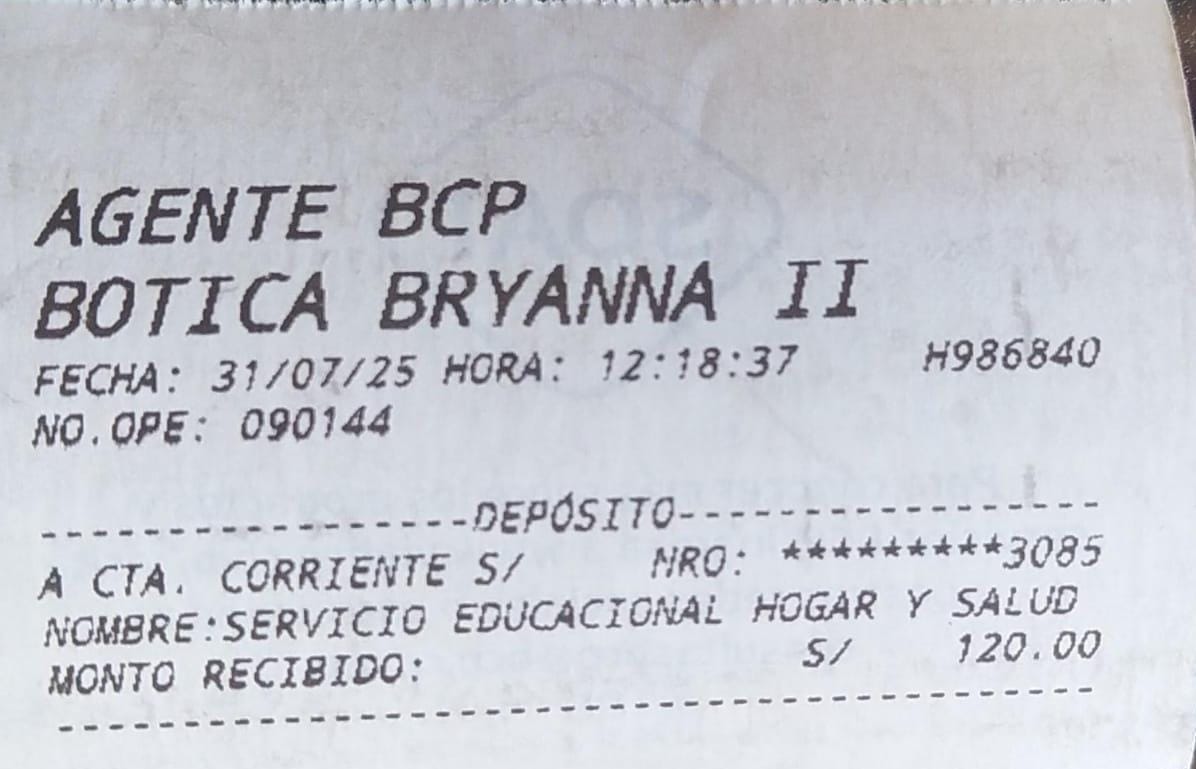 AGENTE BCP
BOTICA BRYANNA II
FECHA: 31/07/25 HORA: 12:18:37 H986840
NO.OPE: 090144
-----------------DEPÓSITO-----------------
A CTA. CORRIENTE S/ NRO: *********3085
NOMBRE:SERVICIO EDUCACIONAL HOGAR Y SALUD
MONTO RECIBIDO: S/ 120.00